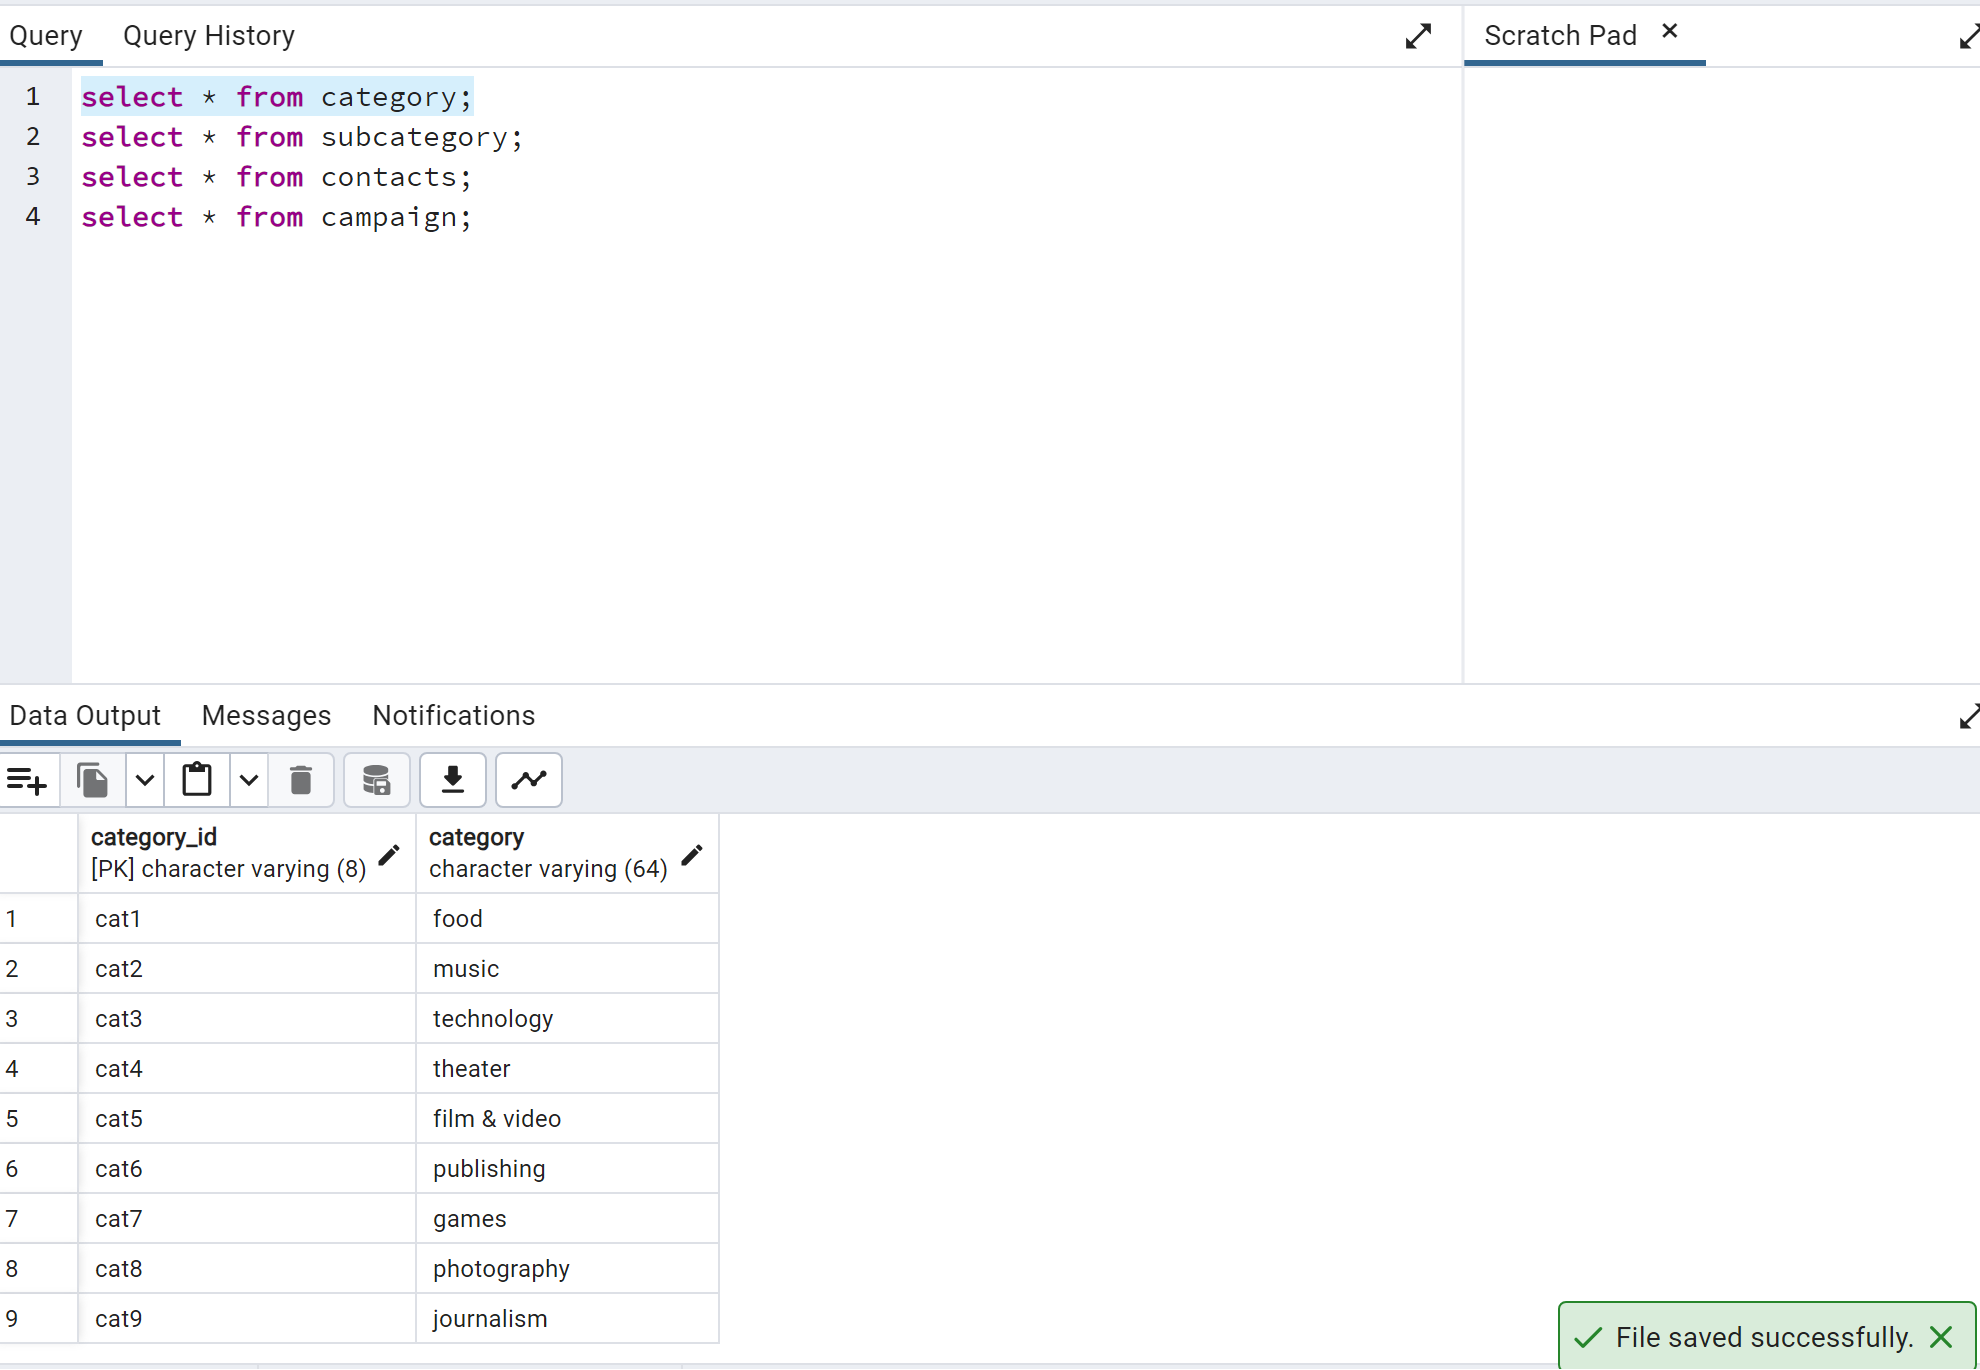 Query Query History Scratch Pad
1 select * from category;
2 select * from subcategory;
3 select * from contacts;
4 select * from campaign;
Data Output Messages Notifications
category_id category
[PK] character varying (8) character varying (64)
1 cat1 food
2 cat2 music
3 cat3 technology
4 cat4 theater
5 cat5 film & video
6 cat6 publishing
7 cat7 games
8 cat8 photography
9 cat9 journalism
File saved successfully.